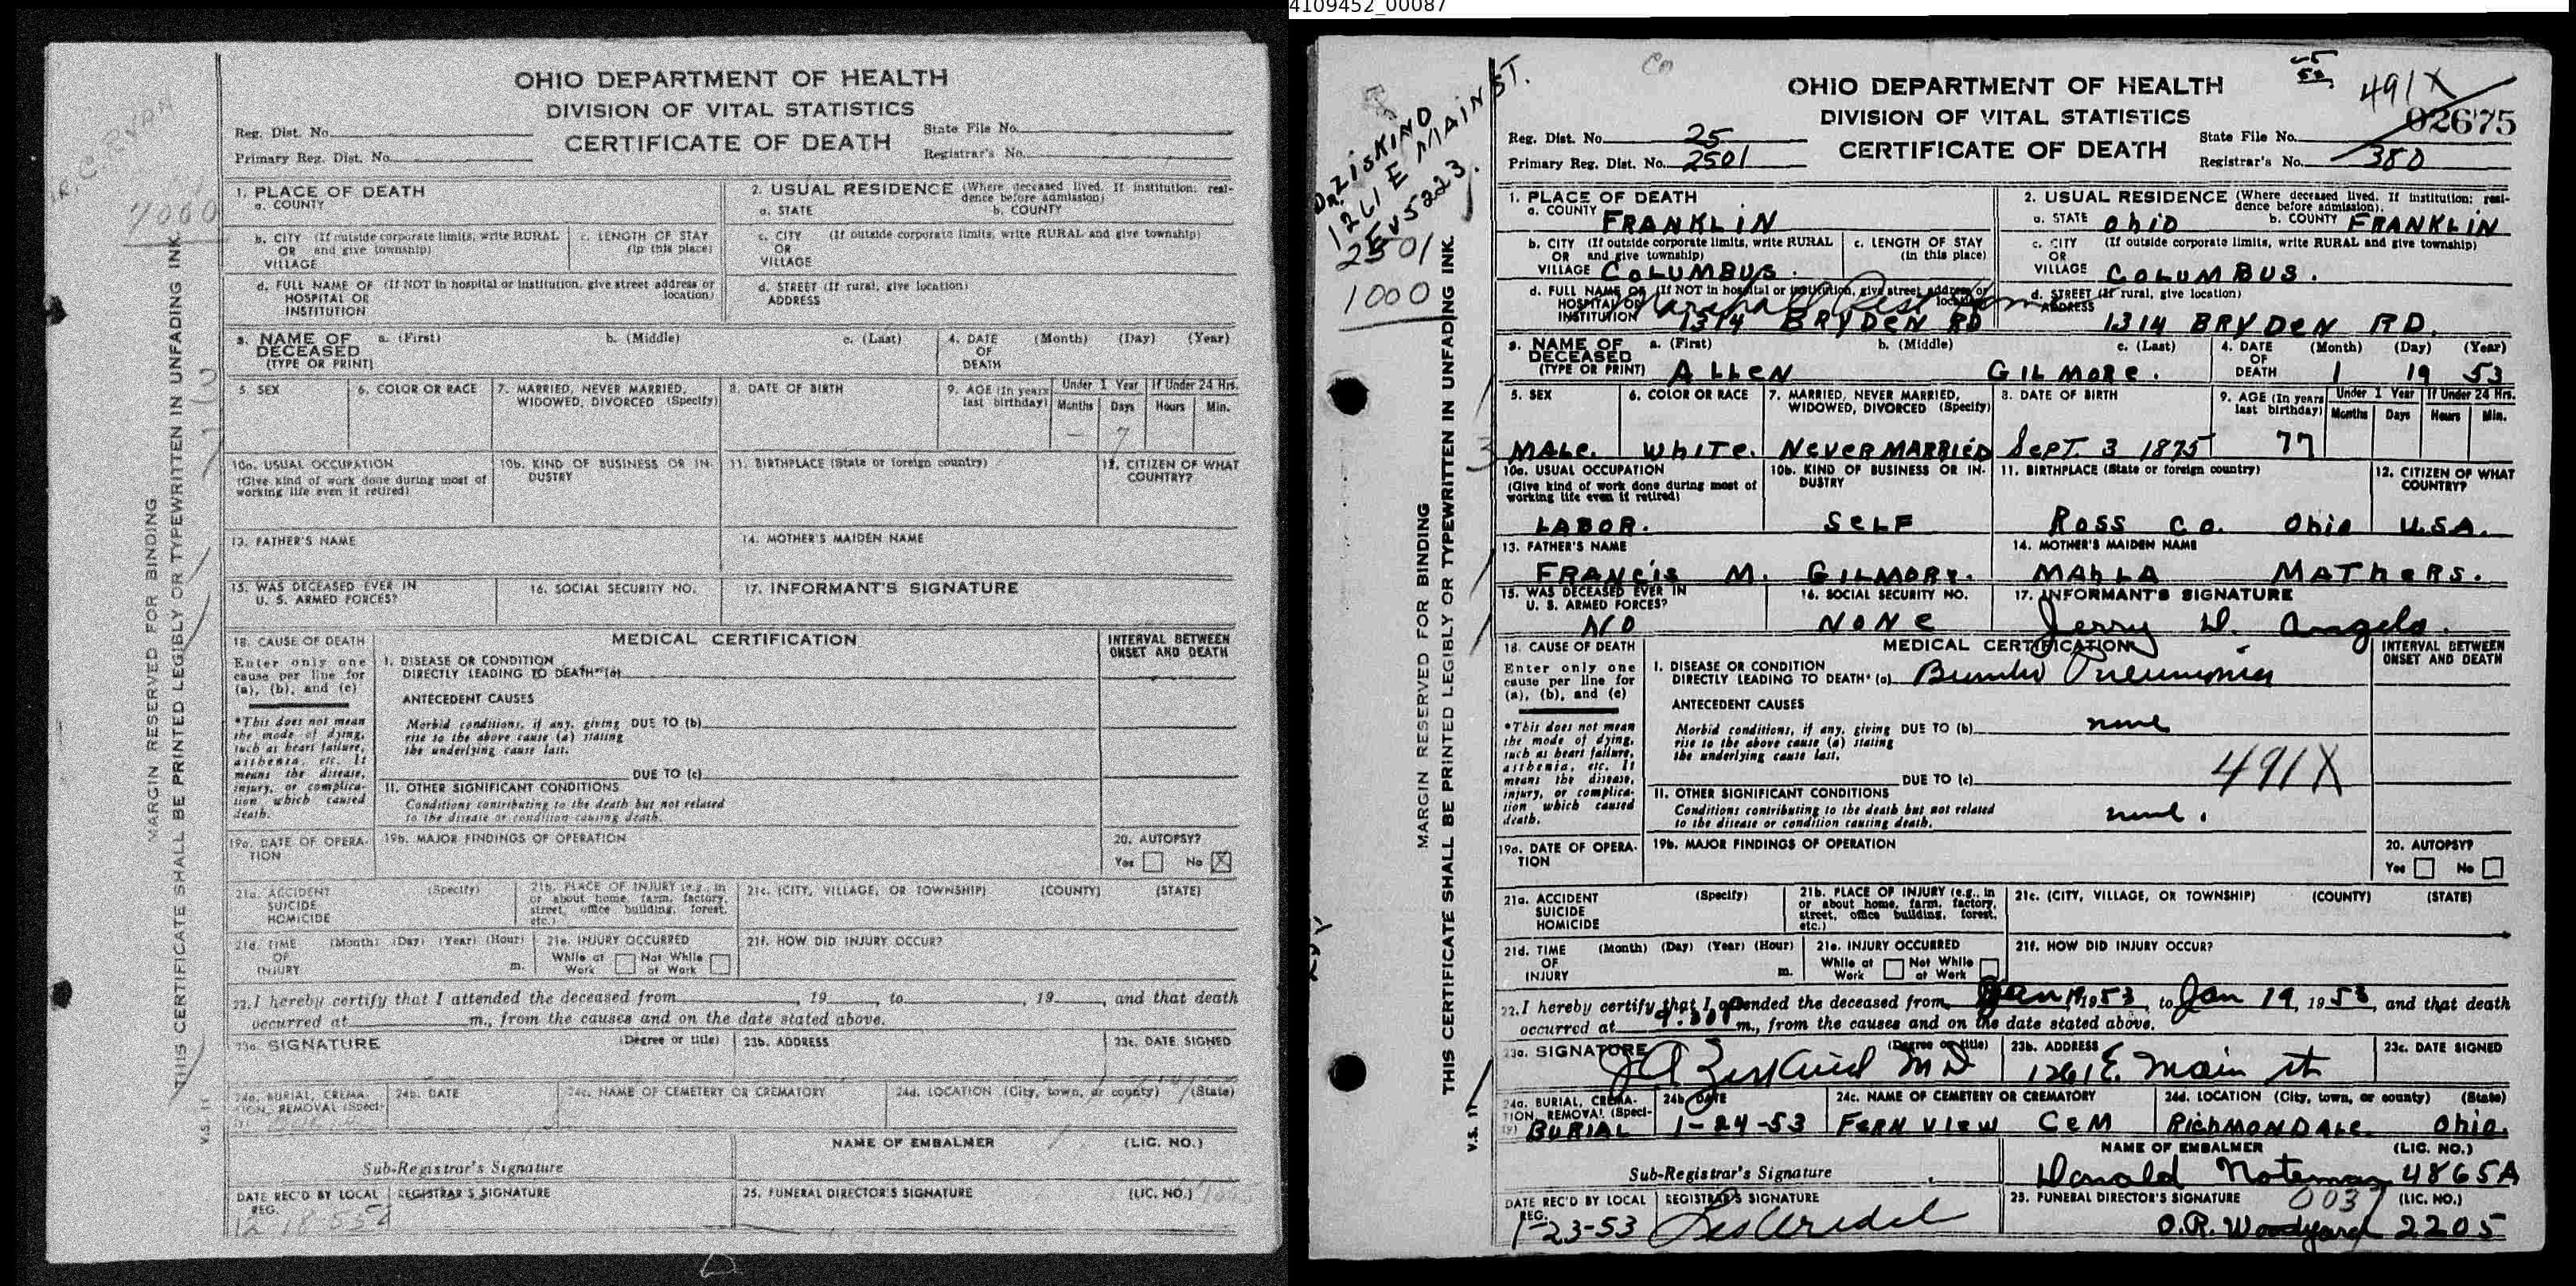 R.C. RYAN
7000
OHIO DEPARTMENT OF HEALTH
DIVISION OF VITAL STATISTICS
CERTIFICATE OF DEATH
Reg. Dist. No.
Primary Reg. Dist. No.
State File No.
Registrar's No.
1. PLACE OF DEATH
a. COUNTY
2. USUAL RESIDENCE (Where deceased lived. If institution: resi-
dence before admission)
a. STATE b. COUNTY
b. CITY (If outside corporate limits, write RURAL
OR and give township)
VILLAGE
c. LENGTH OF STAY
(in this place)
c. CITY (If outside corporate limits, write RURAL and give township)
OR
VILLAGE
d. FULL NAME OF (If NOT in hospital or institution, give street address or
HOSPITAL OR location)
INSTITUTION
d. STREET (If rural, give location)
ADDRESS
3. NAME OF a. (First) b. (Middle) c. (Last)
DECEASED
(TYPE OR PRINT)
4. DATE (Month) (Day) (Year)
OF
DEATH
5. SEX
6. COLOR OR RACE
7. MARRIED, NEVER MARRIED,
WIDOWED, DIVORCED (Specify)
8. DATE OF BIRTH
9. AGE (In years
last birthday)
Under 1 Year If Under 24 Hrs.
Months Days Hours Min.
– 7
10a. USUAL OCCUPATION
(Give kind of work done during most of
working life even if retired)
10b. KIND OF BUSINESS OR IN-
DUSTRY
11. BIRTHPLACE (State or foreign country)
12. CITIZEN OF WHAT
COUNTRY?
13. FATHER'S NAME
14. MOTHER'S MAIDEN NAME
15. WAS DECEASED EVER IN
U. S. ARMED FORCES?
16. SOCIAL SECURITY NO.
17. INFORMANT'S SIGNATURE
18. CAUSE OF DEATH
Enter only one
cause per line for
(a), (b), and (c)
*This does not mean
the mode of dying,
such as heart failure,
asthenia, etc. It
means the disease,
injury, or complica-
tion which caused
death.
MEDICAL CERTIFICATION
INTERVAL BETWEEN
ONSET AND DEATH
I. DISEASE OR CONDITION
DIRECTLY LEADING TO DEATH* (a)
ANTECEDENT CAUSES
Morbid conditions, if any, giving DUE TO (b)
rise to the above cause (a) stating
the underlying cause last.
DUE TO (c)
II. OTHER SIGNIFICANT CONDITIONS
Conditions contributing to the death but not related
to the disease or condition causing death.
19a. DATE OF OPERA-
TION
19b. MAJOR FINDINGS OF OPERATION
20. AUTOPSY?
Yes No X
21a. ACCIDENT (Specify)
SUICIDE
HOMICIDE
21b. PLACE OF INJURY (e.g., in
or about home, farm, factory,
street, office building, forest,
etc.)
21c. (CITY, VILLAGE, OR TOWNSHIP) (COUNTY) (STATE)
21d. TIME (Month) (Day) (Year) (Hour)
OF
INJURY m.
21e. INJURY OCCURRED
While at Not While
Work at Work
21f. HOW DID INJURY OCCUR?
22. I hereby certify that I attended the deceased from , 19 , to , 19 , and that death
occurred at m., from the causes and on the date stated above.
23a. SIGNATURE (Degree or title)
23b. ADDRESS
23c. DATE SIGNED
24a. BURIAL, CREMA-
TION, REMOVAL (Speci-
fy)
24b. DATE
24c. NAME OF CEMETERY OR CREMATORY
24d. LOCATION (City, town, or county) (State)
Sub-Registrar's Signature
NAME OF EMBALMER (LIC. NO.)
DATE REC'D BY LOCAL
REG.
REGISTRAR'S SIGNATURE
25. FUNERAL DIRECTOR'S SIGNATURE (LIC. NO.)
MARGIN RESERVED FOR BINDING
THIS CERTIFICATE SHALL BE PRINTED LEGIBLY OR TYPEWRITTEN IN UNFADING INK.
V.S. 11
4109452_00087
Co
DR. ZISKIND
1261 E MAIN ST.
EV 5223
2501
1000
OHIO DEPARTMENT OF HEALTH
DIVISION OF VITAL STATISTICS
CERTIFICATE OF DEATH
491X
Reg. Dist. No. 25
Primary Reg. Dist. No. 2501
State File No. 02675
Registrar's No. 380
1. PLACE OF DEATH
a. COUNTY FRANKLIN
2. USUAL RESIDENCE (Where deceased lived. If institution: resi-
dence before admission).
a. STATE OhiO b. COUNTY FRANKLIN
b. CITY (If outside corporate limits, write RURAL
OR and give township)
VILLAGE COLUMBUS.
c. LENGTH OF STAY
(in this place)
c. CITY (If outside corporate limits, write RURAL and give township)
OR
VILLAGE COLUMBUS.
d. FULL NAME OF (If NOT in hospital or institution, give street address or
HOSPITAL OR location)
INSTITUTION Marshall Rest Home
1314 BRYDEN RD
d. STREET (If rural, give location)
ADDRESS 1314 BRYDEN RD.
3. NAME OF a. (First) b. (Middle) c. (Last)
DECEASED
(TYPE OR PRINT) ALLEN GILMORE.
4. DATE (Month) (Day) (Year)
OF
DEATH 1 19 53
5. SEX
MALE.
6. COLOR OR RACE
WhiTe.
7. MARRIED, NEVER MARRIED,
WIDOWED, DIVORCED (Specify)
NEVER MARRIED
8. DATE OF BIRTH
SEPT. 3 1875
9. AGE (In years
last birthday)
77
Under 1 Year If Under 24 Hrs.
Months Days Hours Min.
10a. USUAL OCCUPATION
(Give kind of work done during most of
working life even if retired)
LABOR.
10b. KIND OF BUSINESS OR IN-
DUSTRY
SELF
11. BIRTHPLACE (State or foreign country)
ROSS CO. Ohio
12. CITIZEN OF WHAT
COUNTRY?
U.S.A.
13. FATHER'S NAME
FRANCIS M. GILMORE.
14. MOTHER'S MAIDEN NAME
MAhLA MAThERS.
15. WAS DECEASED EVER IN
U. S. ARMED FORCES?
NO
16. SOCIAL SECURITY NO.
NONE
17. INFORMANT'S SIGNATURE
Jerry D. Angelo.
18. CAUSE OF DEATH
Enter only one
cause per line for
(a), (b), and (c)
*This does not mean
the mode of dying,
such as heart failure,
asthenia, etc. It
means the disease,
injury, or complica-
tion which caused
death.
MEDICAL CERTIFICATION
INTERVAL BETWEEN
ONSET AND DEATH
I. DISEASE OR CONDITION
DIRECTLY LEADING TO DEATH* (a) Pneumonia
ANTECEDENT CAUSES
Morbid conditions, if any, giving DUE TO (b) none
rise to the above cause (a) stating
the underlying cause last.
491X
DUE TO (c)
II. OTHER SIGNIFICANT CONDITIONS
Conditions contributing to the death but not related
to the disease or condition causing death.
none.
19a. DATE OF OPERA-
TION
19b. MAJOR FINDINGS OF OPERATION
20. AUTOPSY?
Yes No
21a. ACCIDENT (Specify)
SUICIDE
HOMICIDE
21b. PLACE OF INJURY (e.g., in
or about home, farm, factory,
street, office building, forest,
etc.)
21c. (CITY, VILLAGE, OR TOWNSHIP) (COUNTY) (STATE)
21d. TIME (Month) (Day) (Year) (Hour)
OF
INJURY m.
21e. INJURY OCCURRED
While at Not While
Work at Work
21f. HOW DID INJURY OCCUR?
22. I hereby certify that I attended the deceased from Jan , 1953, to Jan 19, 1953, and that death
occurred at m., from the causes and on the date stated above.
23a. SIGNATURE (Degree or title)
J A Ziskind MD
23b. ADDRESS
1261 E. Main St
23c. DATE SIGNED
24a. BURIAL, CREMA-
TION, REMOVAL (Speci-
fy) BURIAL
24b. DATE
1-24-53
24c. NAME OF CEMETERY OR CREMATORY
FERN VIEW CEM
24d. LOCATION (City, town, or county) (State)
RIChMONDALE Ohio.
Sub-Registrar's Signature
NAME OF EMBALMER (LIC. NO.)
Donald Noteman 4865A
DATE REC'D BY LOCAL
REG.
1-23-53
REGISTRAR'S SIGNATURE
25. FUNERAL DIRECTOR'S SIGNATURE 0037 (LIC. NO.)
O.R. Woodyard 2205
MARGIN RESERVED FOR BINDING
THIS CERTIFICATE SHALL BE PRINTED LEGIBLY OR TYPEWRITTEN IN UNFADING INK.
V.S. 11